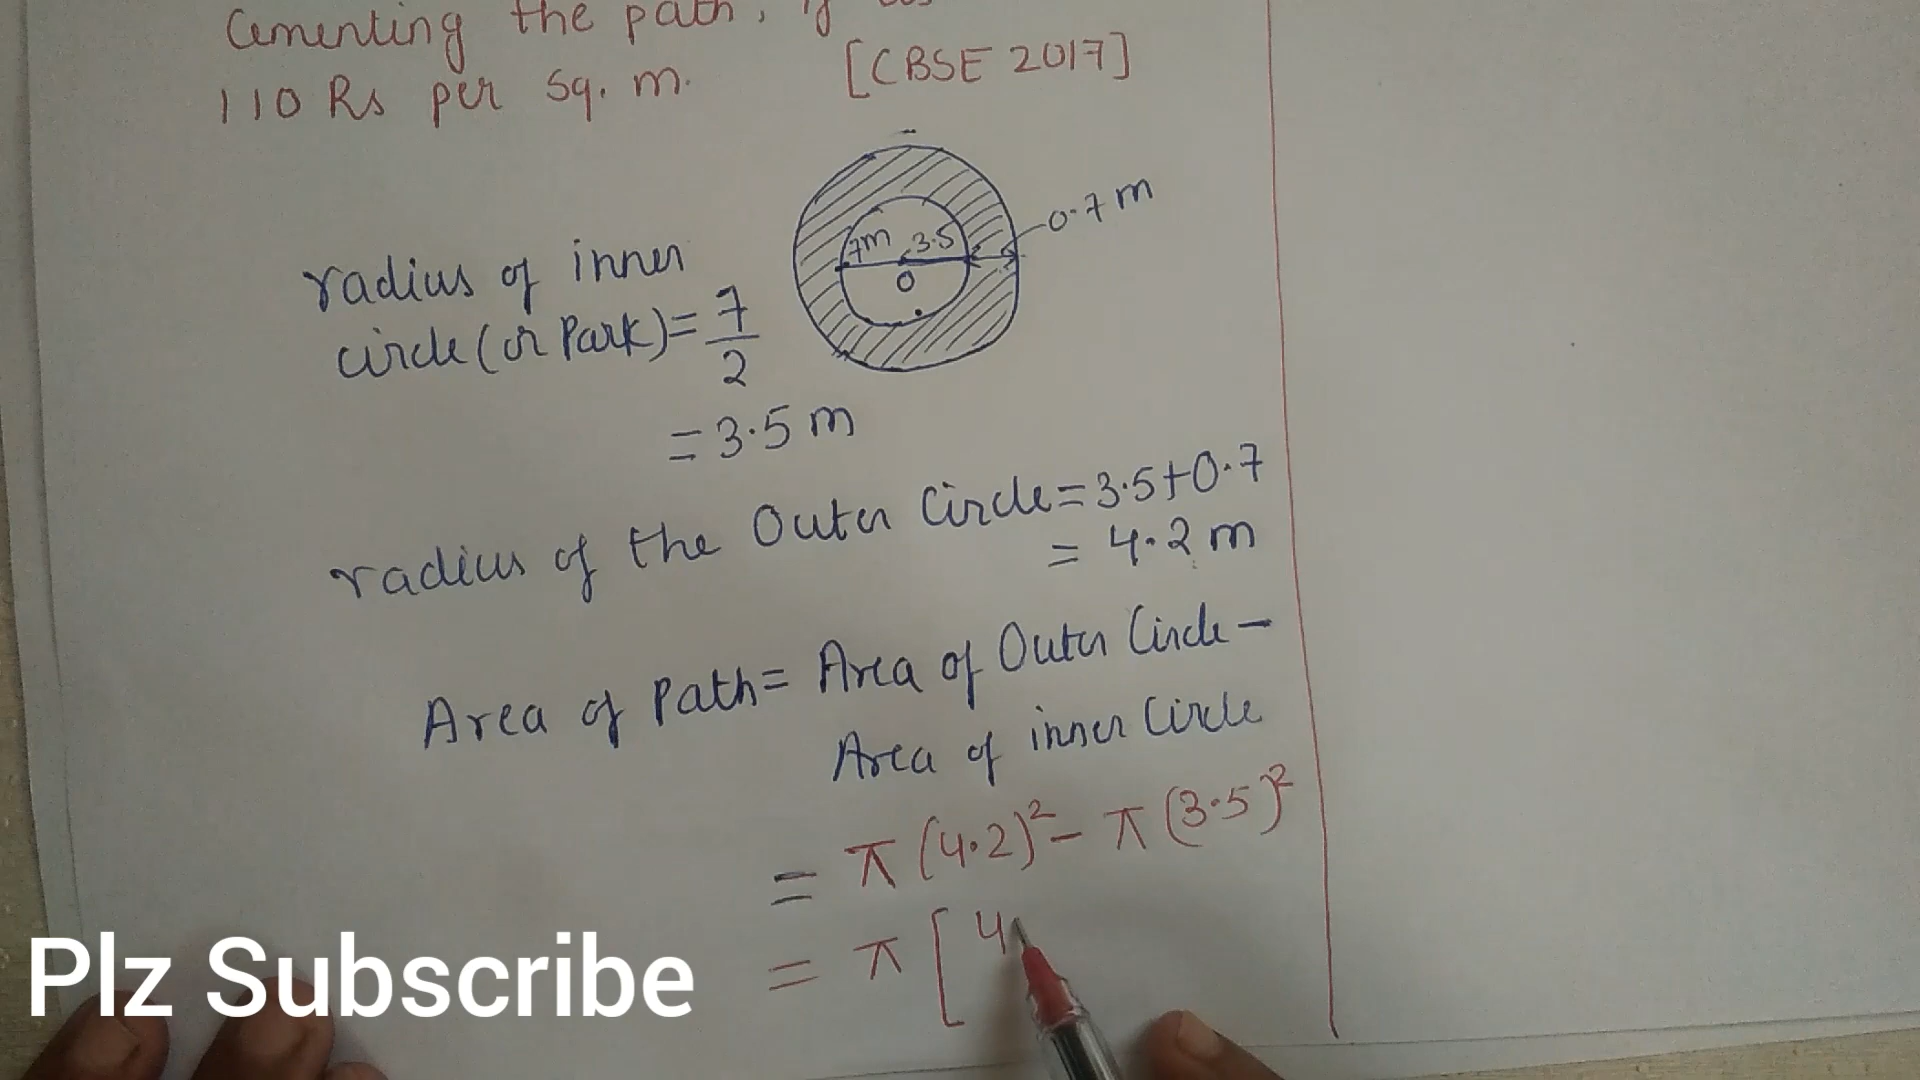 Cementing the path, if
110 Rs per sq. m.
[CBSE 2017]
0.7 m
7m 3.5
O
radius of inner
circle (or Park) = 7/2
= 3.5 m
radius of the Outer Circle = 3.5+0.7
= 4.2 m
Area of Path = Area of Outer Circle -
Area of inner Circle
= π (4.2)² - π (3.5)²
= π [ 4
Plz Subscribe